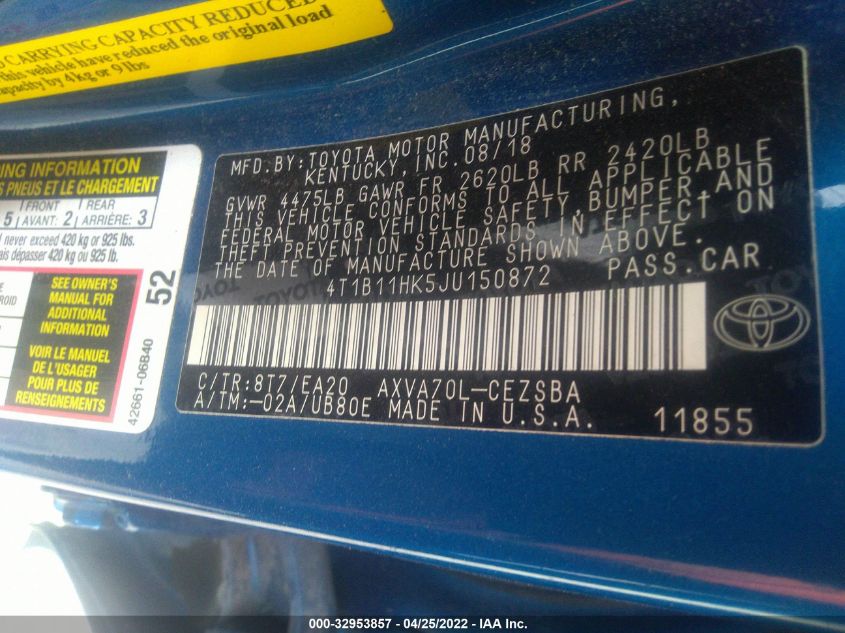 CARRYING CAPACITY REDUCED
this vehicle have reduced the original load
capacity by 4 kg or 9 lbs
ING INFORMATION
PNEUS ET LE CHARGEMENT
5 FRONT AVANT: 2 REAR ARRIÈRE: 3
never exceed 420 kg or 925 lbs.
dépasser 420 kg ou 925 lb.
SEE OWNER'S
MANUAL FOR
ADDITIONAL
INFORMATION
VOIR LE MANUEL
DE L'USAGER
POUR PLUS DE
RENSEIGNEMENTS
52
42661-06B40
MFD.BY:TOYOTA MOTOR MANUFACTURING,
KENTUCKY, INC.08/18
GVWR 4475LB GAWR FR 2620LB RR 2420LB
THIS VEHICLE CONFORMS TO ALL APPLICABLE
FEDERAL MOTOR VEHICLE SAFETY, BUMPER, AND
THEFT PREVENTION STANDARDS IN EFFECT ON
THE DATE OF MANUFACTURE SHOWN ABOVE.
4T1B11HK5JU150872 PASS.CAR
C/TR:8T7/EA20 AXVA70L-CEZSBA
A/TM:-02A/UB80E MADE IN U.S.A. 11855
000-32953857 - 04/25/2022 - IAA Inc.